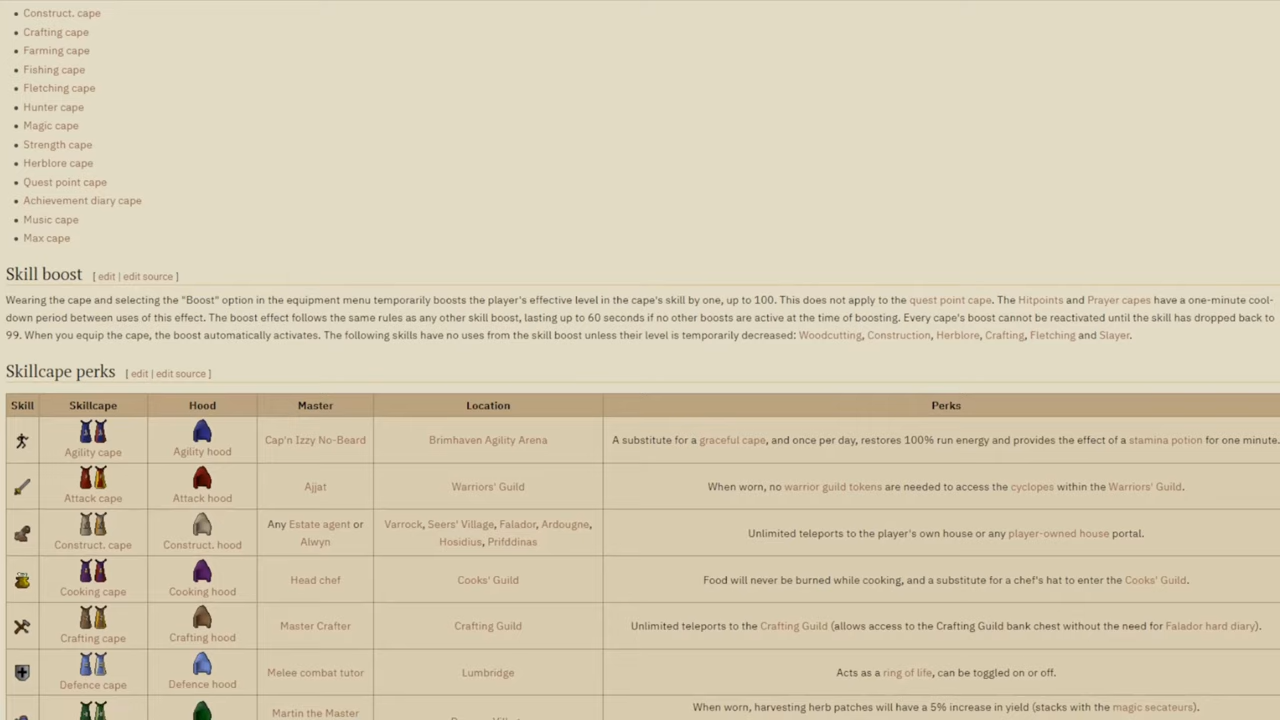 Construct. cape
Crafting cape
Farming cape
Fishing cape
Fletching cape
Hunter cape
Magic cape
Strength cape
Herblore cape
Quest point cape
Achievement diary cape
Music cape
Max cape
Skill boost [ edit | edit source ]
Wearing the cape and selecting the "Boost" option in the equipment menu temporarily boosts the player's effective level in the cape's skill by one, up to 100. This does not apply to the quest point cape. The Hitpoints and Prayer capes have a one-minute cool-
down period between uses of this effect. The boost effect follows the same rules as any other skill boost, lasting up to 60 seconds if no other boosts are active at the time of boosting. Every cape's boost cannot be reactivated until the skill has dropped back to
99. When you equip the cape, the boost automatically activates. The following skills have no uses from the skill boost unless their level is temporarily decreased: Woodcutting, Construction, Herblore, Crafting, Fletching and Slayer.
Skillcape perks [ edit | edit source ]
Skill Skillcape Hood Master Location Perks
Agility cape Agility hood Cap'n Izzy No-Beard Brimhaven Agility Arena A substitute for a graceful cape, and once per day, restores 100% run energy and provides the effect of a stamina potion for one minute.
Attack cape Attack hood Ajjat Warriors' Guild When worn, no warrior guild tokens are needed to access the cyclopes within the Warriors' Guild.
Construct. cape Construct. hood Any Estate agent or
Alwyn Varrock, Seers' Village, Falador, Ardougne,
Hosidius, Prifddinas Unlimited teleports to the player's own house or any player-owned house portal.
Cooking cape Cooking hood Head chef Cooks' Guild Food will never be burned while cooking, and a substitute for a chef's hat to enter the Cooks' Guild.
Crafting cape Crafting hood Master Crafter Crafting Guild Unlimited teleports to the Crafting Guild (allows access to the Crafting Guild bank chest without the need for Falador hard diary).
Defence cape Defence hood Melee combat tutor Lumbridge Acts as a ring of life, can be toggled on or off.
Martin the Master When worn, harvesting herb patches will have a 5% increase in yield (stacks with the magic secateurs).